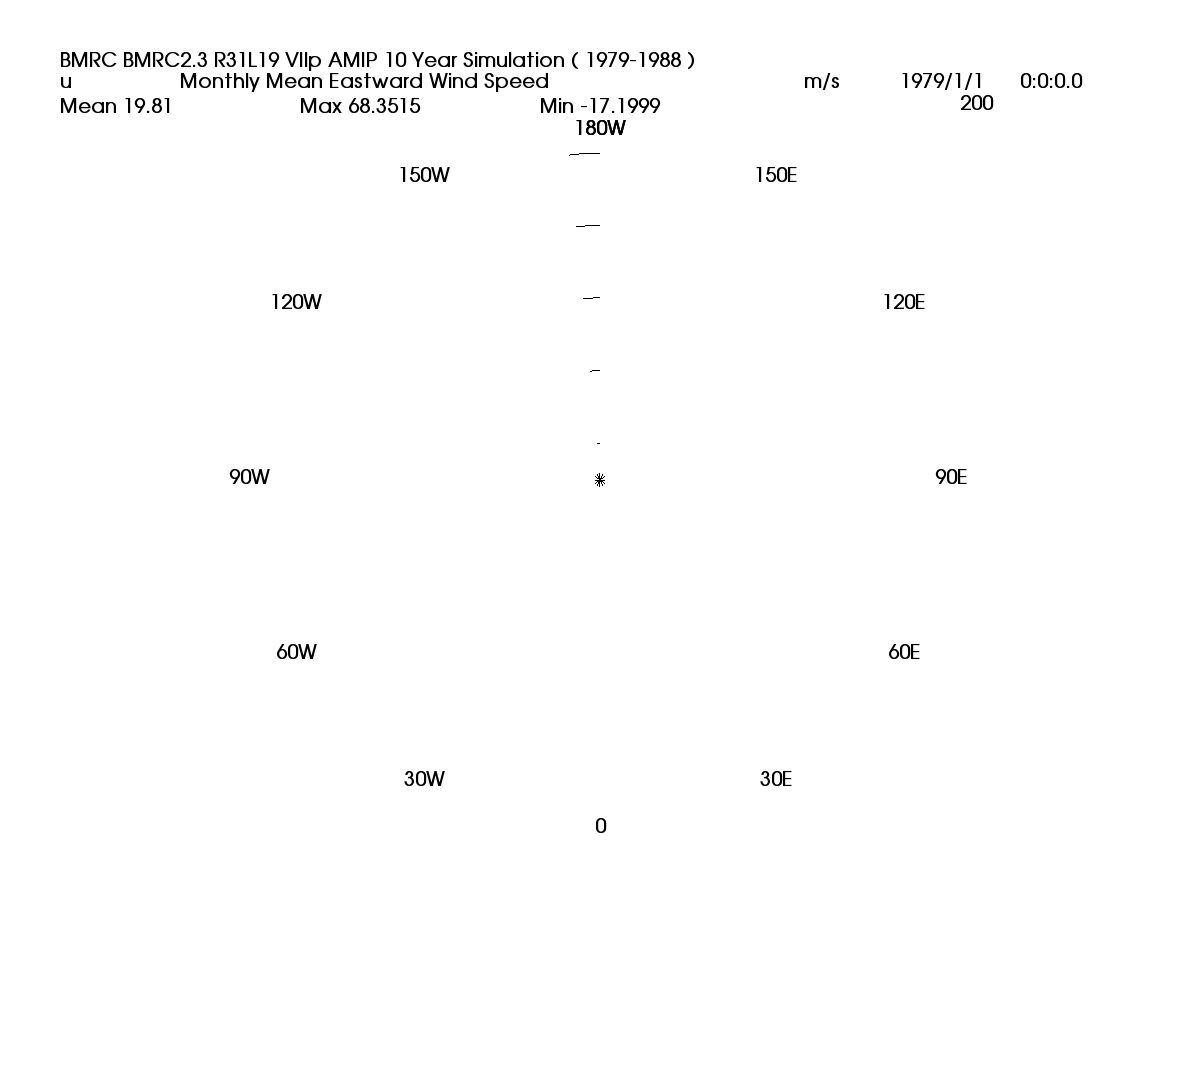 BMRC BMRC2.3 R31L19 VIIp AMIP 10 Year Simulation ( 1979-1988 )
u Monthly Mean Eastward Wind Speed m/s 1979/1/1 0:0:0.0
Mean 19.81 Max 68.3515 Min -17.1999 200
180W
150W 150E
120W 120E
90W 90E
60W 60E
30W 30E
0